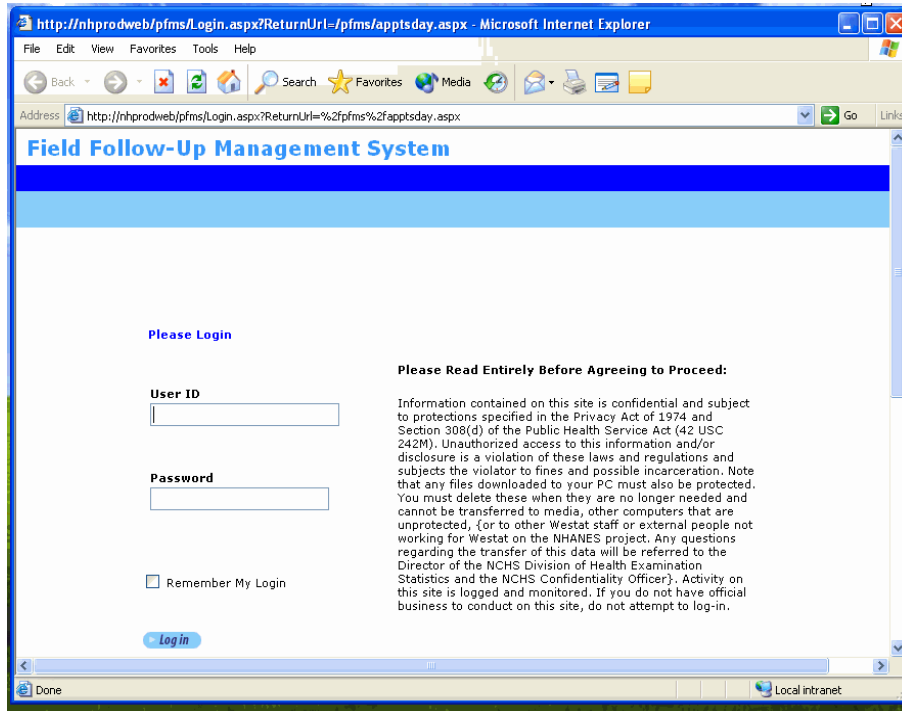 http://nhprodweb/pfms/Login.aspx?ReturnUrl=/pfms/apptsday.aspx - Microsoft Internet Explorer
File Edit View Favorites Tools Help
Back Search Favorites Media
Address http://nhprodweb/pfms/Login.aspx?ReturnUrl=%2fpfms%2fapptsday.aspx Go Links
Field Follow-Up Management System
Please Login
User ID
Password
Remember My Login
Log in
Please Read Entirely Before Agreeing to Proceed:
Information contained on this site is confidential and subject
to protections specified in the Privacy Act of 1974 and
Section 308(d) of the Public Health Service Act (42 USC
242M). Unauthorized access to this information and/or
disclosure is a violation of these laws and regulations and
subjects the violator to fines and possible incarceration. Note
that any files downloaded to your PC must also be protected.
You must delete these when they are no longer needed and
cannot be transferred to media, other computers that are
unprotected, {or to other Westat staff or external people not
working for Westat on the NHANES project. Any questions
regarding the transfer of this data will be referred to the
Director of the NCHS Division of Health Examination
Statistics and the NCHS Confidentiality Officer}. Activity on
this site is logged and monitored. If you do not have official
business to conduct on this site, do not attempt to log-in.
Done Local intranet